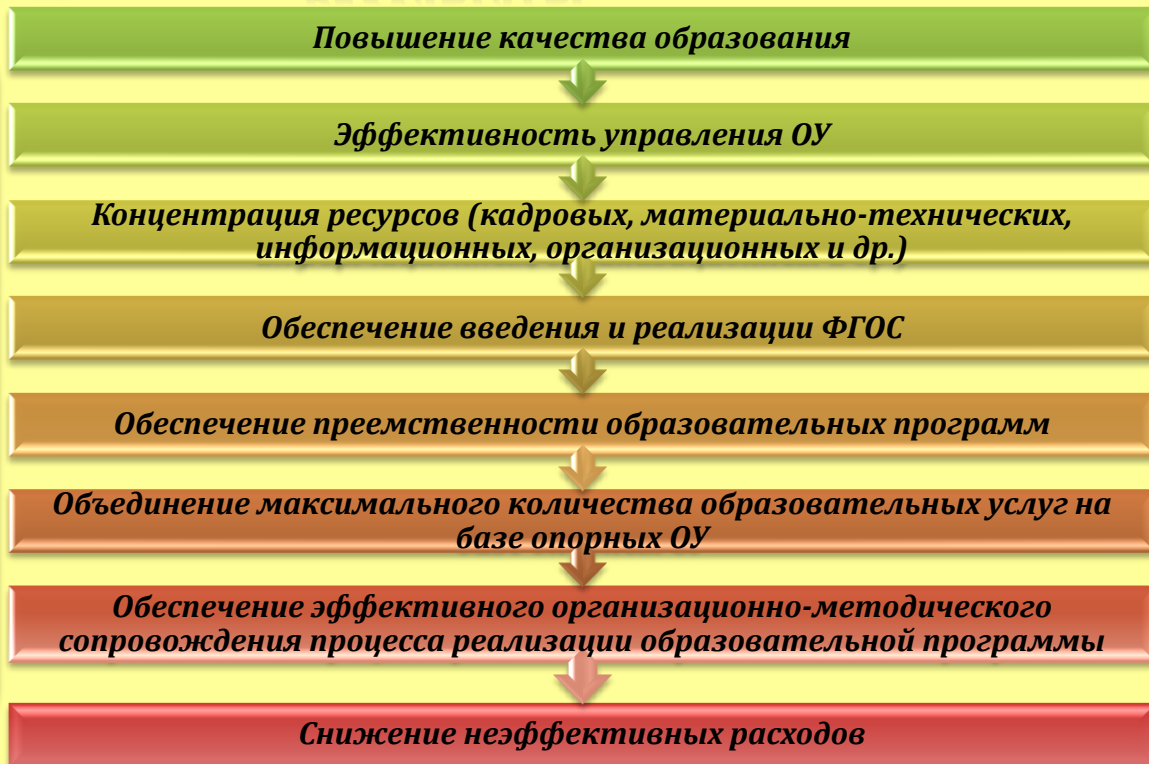 Повышение качества образования
Эффективность управления ОУ
Концентрация ресурсов (кадровых, материально-технических,
информационных, организационных и др.)
Обеспечение введения и реализации ФГОС
Обеспечение преемственности образовательных программ
Объединение максимального количества образовательных услуг на
базе опорных ОУ
Обеспечение эффективного организационно-методического
сопровождения процесса реализации образовательной программы
Снижение неэффективных расходов